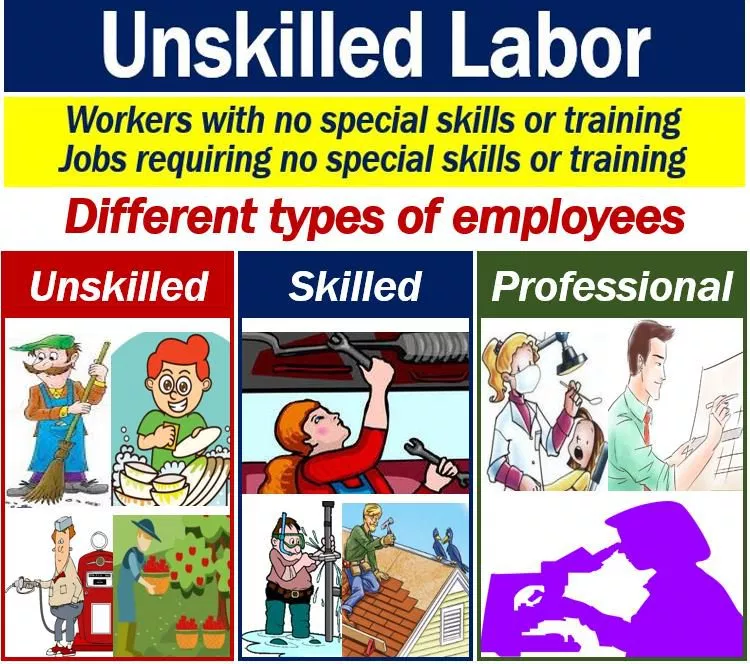 Unskilled Labor
Workers with no special skills or training
Jobs requiring no special skills or training
Different types of employees
Unskilled
Skilled
Professional